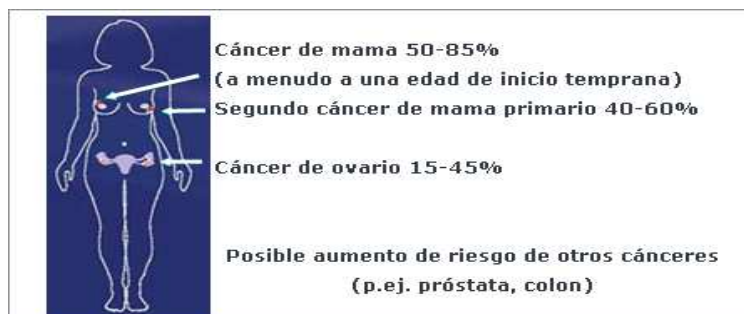 Cáncer de mama 50-85%
(a menudo a una edad de inicio temprana)
Segundo cáncer de mama primario 40-60%
Cáncer de ovario 15-45%
Posible aumento de riesgo de otros cánceres
(p.ej. próstata, colon)